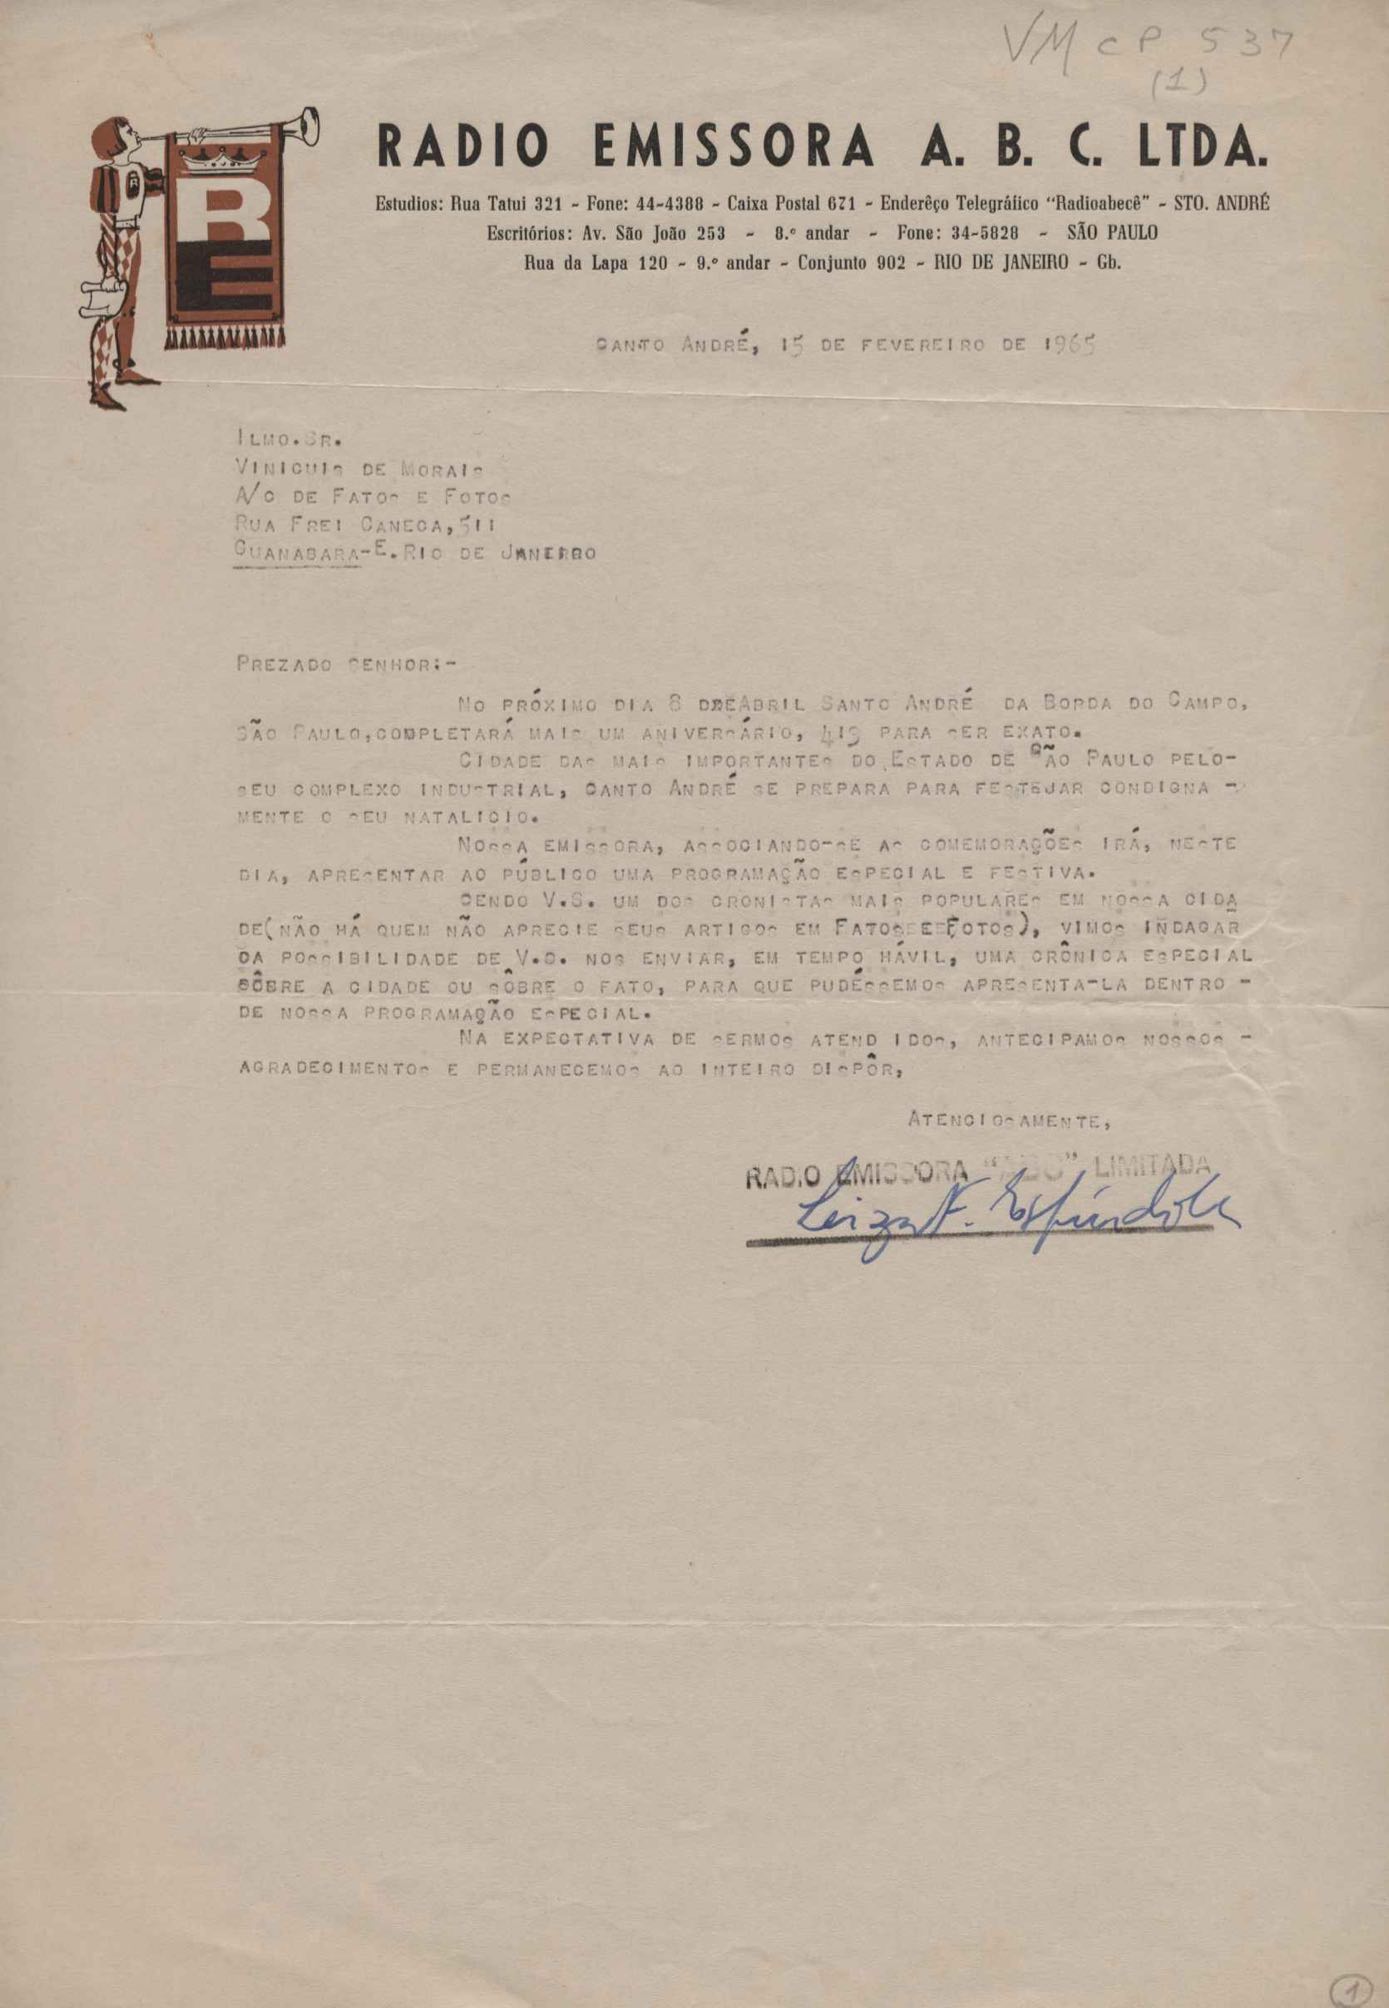 VM CP 537
(1)
RADIO EMISSORA A. B. C. LTDA.
Estudios: Rua Tatui 321 - Fone: 44-4388 - Caixa Postal 671 - Enderêço Telegráfico "Radioabecê" - STO. ANDRÉ
Escritórios: Av. São João 253 - 8.º andar - Fone: 34-5828 - SÃO PAULO
Rua da Lapa 120 - 9.º andar - Conjunto 902 - RIO DE JANEIRO - Gb.
RE
SANTO ANDRÉ, 15 DE FEVEREIRO DE 1965
ILMO.SR.
VINICUIS DE MORAIS
A/C DE FATOS E FOTOS
RUA FREI CANECA,511
GUANABARA-E.RIO DE JANEIRO
PREZADO SENHOR:-
NO PRÓXIMO DIA 8 DE ABRIL SANTO ANDRÉ DA BORDA DO CAMPO,
SÃO PAULO,COMPLETARÁ MAIS UM ANIVERSÁRIO, 415 PARA SER EXATO.
CIDADE DAS MAIS IMPORTANTES DO ESTADO DE SÃO PAULO PELO-
SEU COMPLEXO INDUSTRIAL, SANTO ANDRÉ SE PREPARA PARA FESTEJAR CONDIGNA -
MENTE O SEU NATALICIO.
NOSSA EMISSORA, ASSOCIANDO-SE AS COMEMORAÇÕES IRÁ, NESTE
DIA, APRESENTAR AO PÚBLICO UMA PROGRAMAÇÃO ESPECIAL E FESTIVA.
SENDO V.S. UM DOS CRONISTAS MAIS POPULARES EM NOSSA CIDA
DE(NÃO HÁ QUEM NÃO APRECIE SEUS ARTIGOS EM FATOS E FOTOS), VIMOS INDAGAR
DA POSSIBILIDADE DE V.S. NOS ENVIAR, EM TEMPO HÁVIL, UMA CRÔNICA ESPECIAL
SÔBRE A CIDADE OU SÔBRE O FATO, PARA QUE PUDÉSSEMOS APRESENTA-LA DENTRO -
DE NOSSA PROGRAMAÇÃO ESPECIAL.
NA EXPECTATIVA DE SERMOS ATEND IDOS, ANTECIPAMOS NOSSOS -
AGRADECIMENTOS E PERMANECEMOS AO INTEIRO DISPÔR,
ATENCIOSAMENTE,
RADIO EMISSORA "ABC" LIMITADA
Espíndola
1